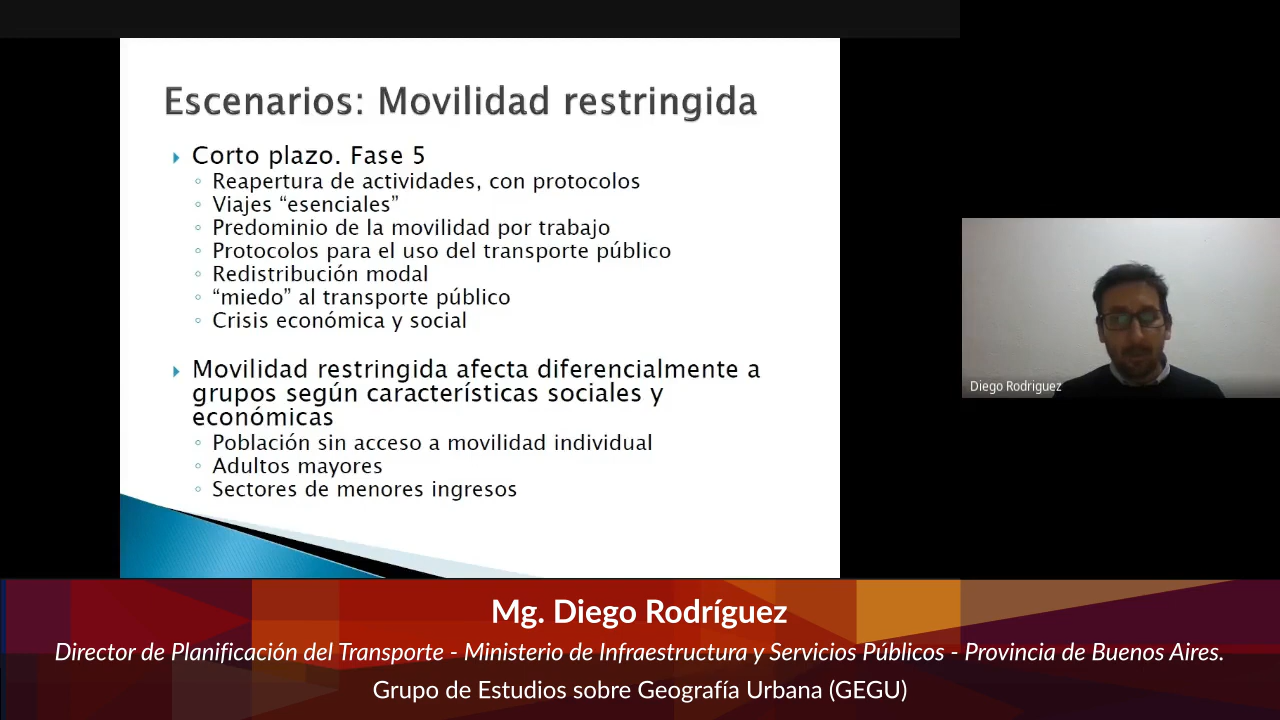 Escenarios: Movilidad restringida
Corto plazo. Fase 5
Reapertura de actividades, con protocolos
Viajes “esenciales”
Predominio de la movilidad por trabajo
Protocolos para el uso del transporte público
Redistribución modal
“miedo” al transporte público
Crisis económica y social
Movilidad restringida afecta diferencialmente a
grupos según características sociales y
económicas
Población sin acceso a movilidad individual
Adultos mayores
Sectores de menores ingresos
Diego Rodriguez
Mg. Diego Rodríguez
Director de Planificación del Transporte - Ministerio de Infraestructura y Servicios Públicos - Provincia de Buenos Aires.
Grupo de Estudios sobre Geografía Urbana (GEGU)